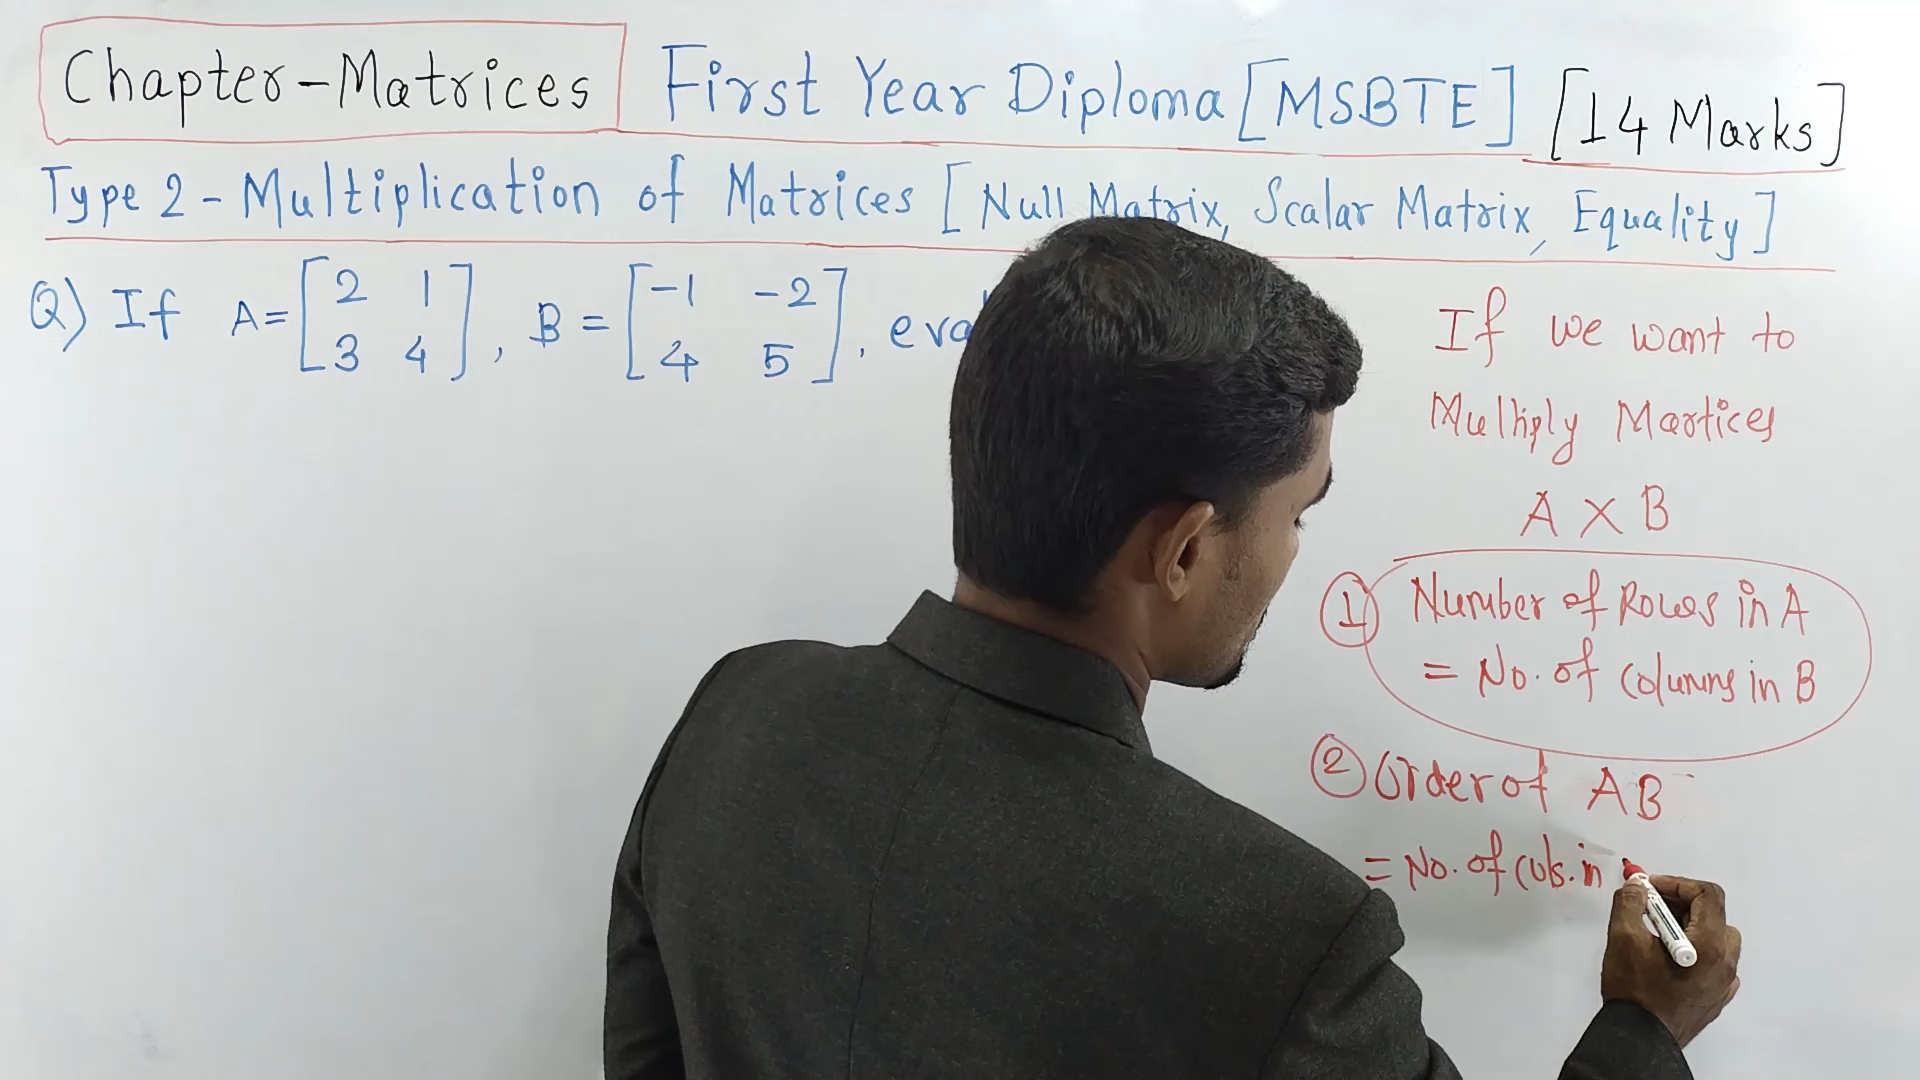 Chapter-Matrices First Year Diploma [MSBTE] [14 Marks]
Type 2 - Multiplication of Matrices [Null Matrix, Scalar Matrix, Equality]
Q) If A = [2 1
3 4], B = [-1 -2
4 5], eva
If we want to
Multiply Martices
A X B
① Number of Rows in A
= No. of Columns in B
② Order of AB
= No. of cols. in